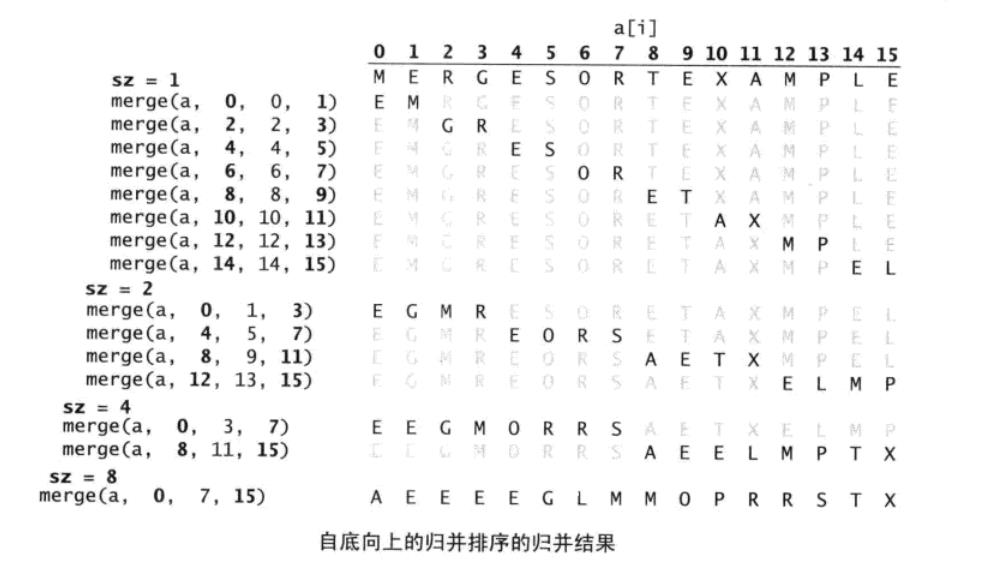 a[i]
0 1 2 3 4 5 6 7 8 9 10 11 12 13 14 15
sz = 1 M E R G E S O R T E X A M P L E
merge(a, 0, 0, 1) E M R G E S O R T E X A M P L E
merge(a, 2, 2, 3) E M G R E S O R T E X A M P L E
merge(a, 4, 4, 5) E M G R E S O R T E X A M P L E
merge(a, 6, 6, 7) E M G R E S O R T E X A M P L E
merge(a, 8, 8, 9) E M G R E S O R E T X A M P L E
merge(a, 10, 10, 11) E M G R E S O R E T A X M P L E
merge(a, 12, 12, 13) E M G R E S O R E T A X M P L E
merge(a, 14, 14, 15) E M G R E S O R E T A X M P E L
sz = 2
merge(a, 0, 1, 3) E G M R E S O R E T A X M P E L
merge(a, 4, 5, 7) E G M R E O R S E T A X M P E L
merge(a, 8, 9, 11) E G M R E O R S A E T X M P E L
merge(a, 12, 13, 15) E G M R E O R S A E T X E L M P
sz = 4
merge(a, 0, 3, 7) E E G M O R R S A E T X E L M P
merge(a, 8, 11, 15) E E G M O R R S A E E L M P T X
sz = 8
merge(a, 0, 7, 15) A E E E E G L M M O P R R S T X
自底向上的归并排序的归并结果